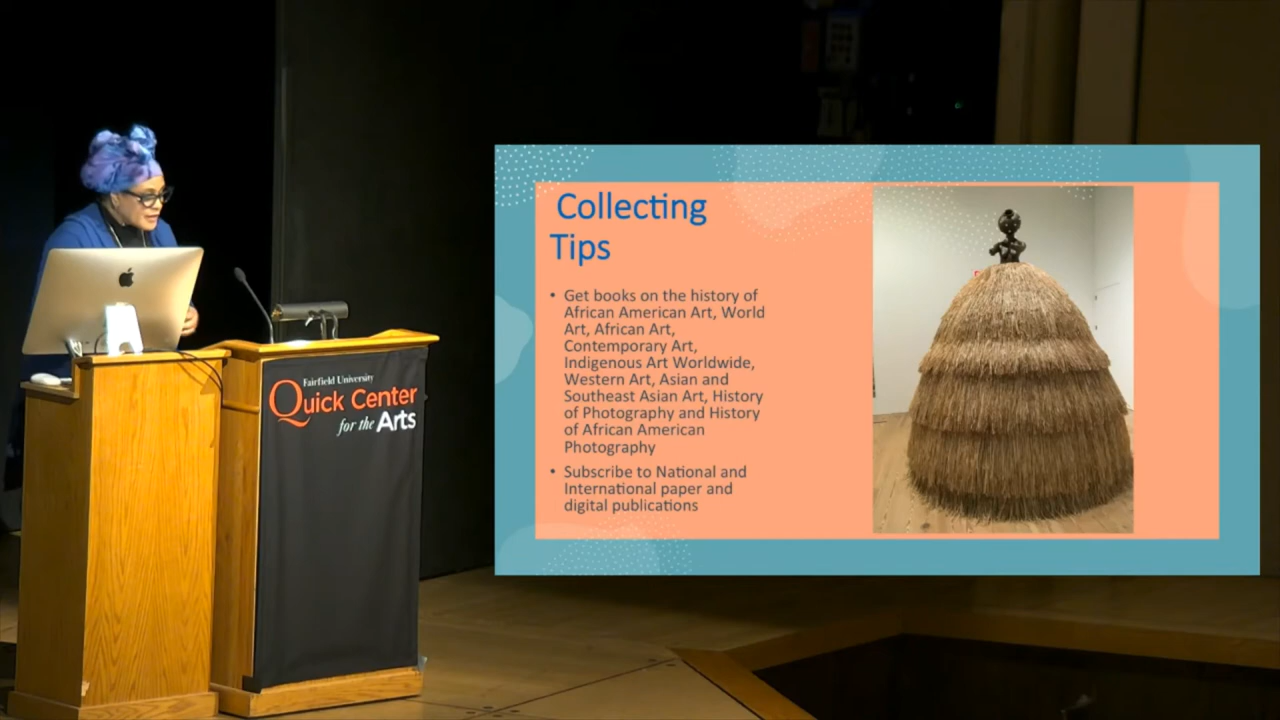 Collecting
Tips
• Get books on the history of
African American Art, World
Art, African Art,
Contemporary Art,
Indigenous Art Worldwide,
Western Art, Asian and
Southeast Asian Art, History
of Photography and History
of African American
Photography
• Subscribe to National and
International paper and
digital publications
Fairfield University
Quick Center
for the Arts